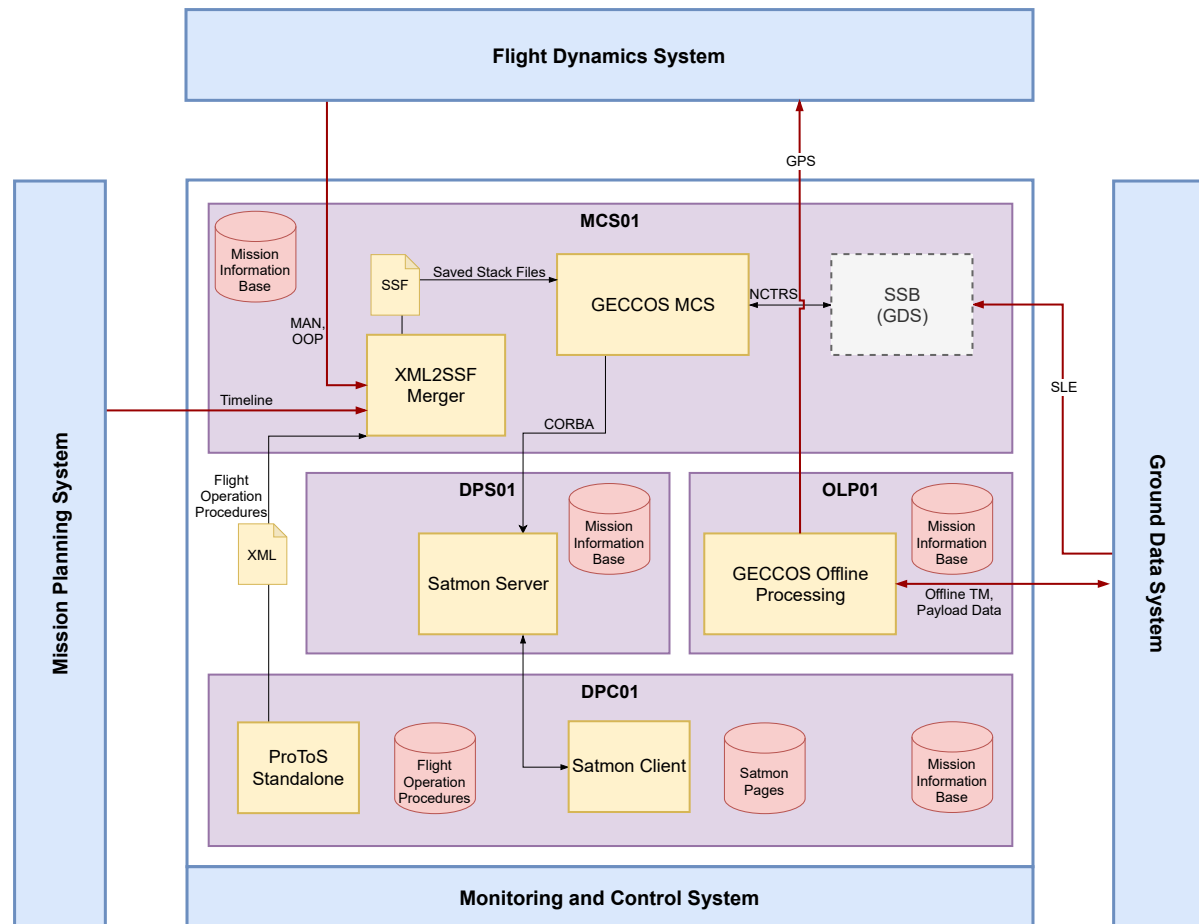 Flight Dynamics System
GPS
MCS01
Mission
Information
Base
SSF
Saved Stack Files
GECCOS MCS
NCTRS
SSB
(GDS)
MAN,
OOP
XML2SSF
Merger
SLE
Timeline
CORBA
Mission Planning System
Ground Data System
Flight
Operation
Procedures
XML
DPS01
Mission
Information
Base
Satmon Server
OLP01
Mission
Information
Base
GECCOS Offline
Processing
Offline TM,
Payload Data
DPC01
ProToS
Standalone
Flight
Operation
Procedures
Satmon Client
Satmon
Pages
Mission
Information
Base
Monitoring and Control System